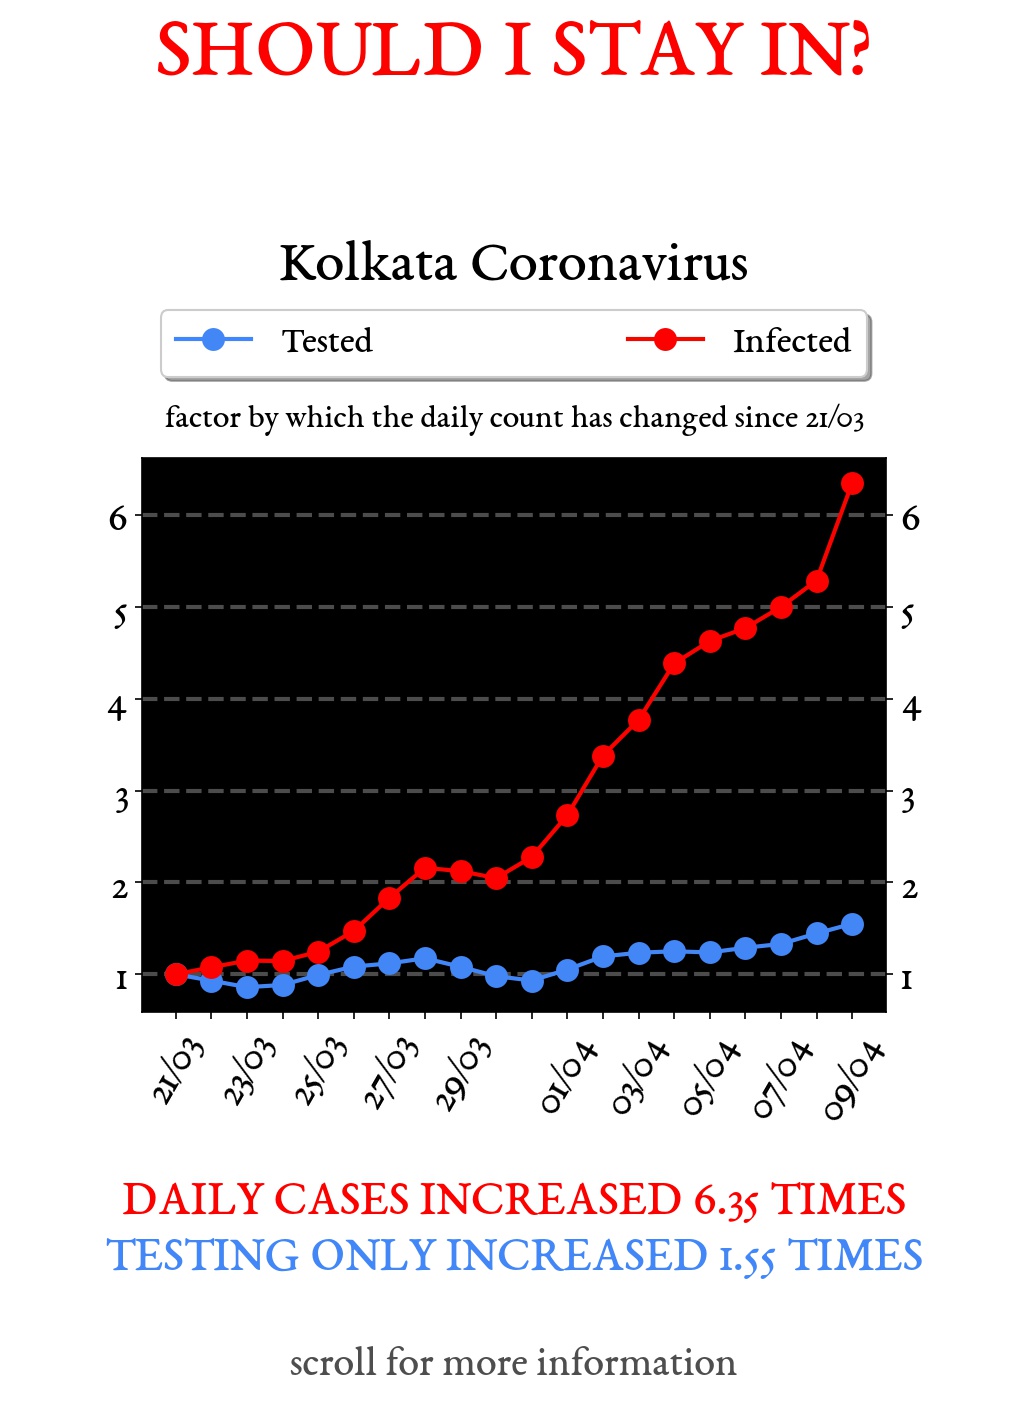 SHOULD I STAY IN?
Kolkata Coronavirus
Tested Infected
factor by which the daily count has changed since 21/03
6 6
5 5
4 4
3 3
2 2
1 1
21/03 23/03 25/03 27/03 29/03 01/04 03/04 05/04 07/04 09/04
DAILY CASES INCREASED 6.35 TIMES
TESTING ONLY INCREASED 1.55 TIMES
scroll for more information